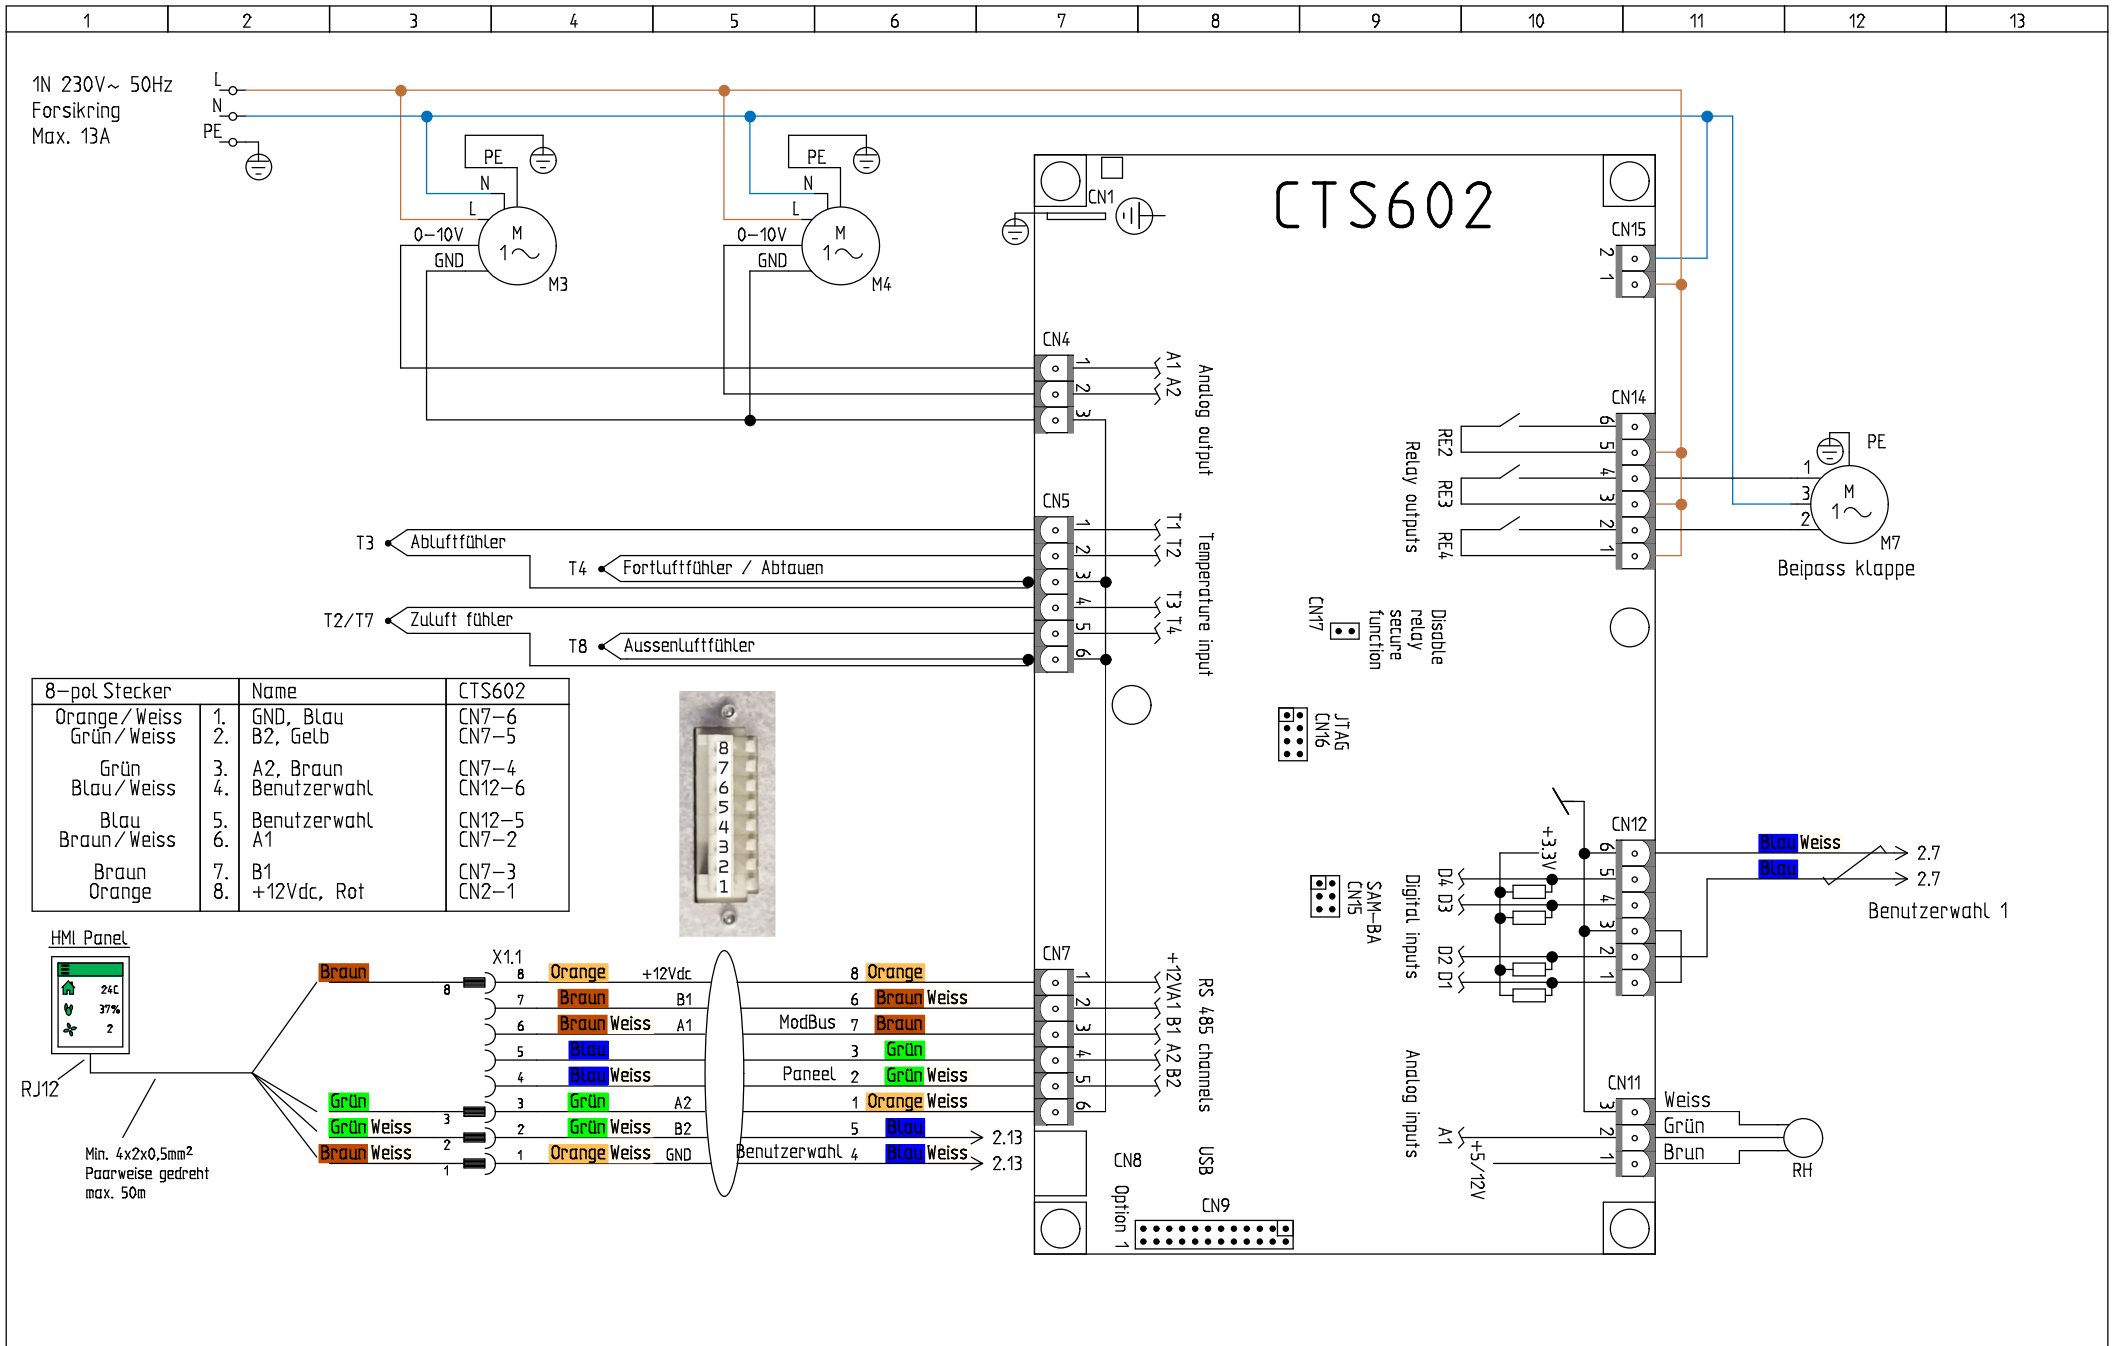 1 2 3 4 5 6 7 8 9 10 11 12 13
1N 230V~ 50Hz
Forsikring
Max. 13A
L
N
PE
PE
N
L
0-10V
GND
M
1
M3
PE
N
L
0-10V
GND
M
1
M4
CN1
CTS602
CN15
2
1
CN4
1
2
3
A1 A2
Analog output
CN14
6
5
4
3
2
1
RE2
RE3
RE4
Relay outputs
PE
1
3
2
M
1
M7
Beipass klappe
CN5
1
2
3
4
5
6
T1 T2
T3 T4
Temperature input
T3
Abluftfühler
T4
Fortluftfühler / Abtauen
T2/T7
Zuluft fühler
T8
Aussenluftfühler
CN17
Disable
relay
secure
function
JTAG
CN16
SAM-BA
CN15
8-pol Stecker Name CTS602
Orange/Weiss 1. GND, Blau CN7-6
Grün/Weiss 2. B2, Gelb CN7-5
Grün 3. A2, Braun CN7-4
Blau/Weiss 4. Benutzerwahl CN12-6
Blau 5. Benutzerwahl CN12-5
Braun/Weiss 6. A1 CN7-2
Braun 7. B1 CN7-3
Orange 8. +12Vdc, Rot CN2-1
8
7
6
5
4
3
2
1
+3.3V
CN12
6
5
4
3
2
1
D4 D3
D2 D1
Digital inputs
Blau Weiss 2.7
Blau 2.7
Benutzerwahl 1
HMI Panel
24C
37%
2
RJ12
Min. 4x2x0,5mm²
Paarweise gedreht
max. 50m
X1.1
Braun 8
Grün 3
Grün Weiss 2
Braun Weiss 1
8 Orange +12Vdc 8 Orange
7 Braun B1 6 Braun Weiss
6 Braun Weiss A1 ModBus 7 Braun
5 Blau 3 Grün
4 Blau Weiss Paneel 2 Grün Weiss
3 Grün A2 1 Orange Weiss
2 Grün Weiss B2 5 Blau 2.13
1 Orange Weiss GND Benutzerwahl 4 Blau Weiss 2.13
CN7
1
2
3
4
5
6
+12V A1 B1 A2 B2
RS 485 channels
CN8
USB
Option 1
CN9
Analog inputs
A1
+5/12V
CN11
3
2
1
Weiss
Grün
Brun
RH